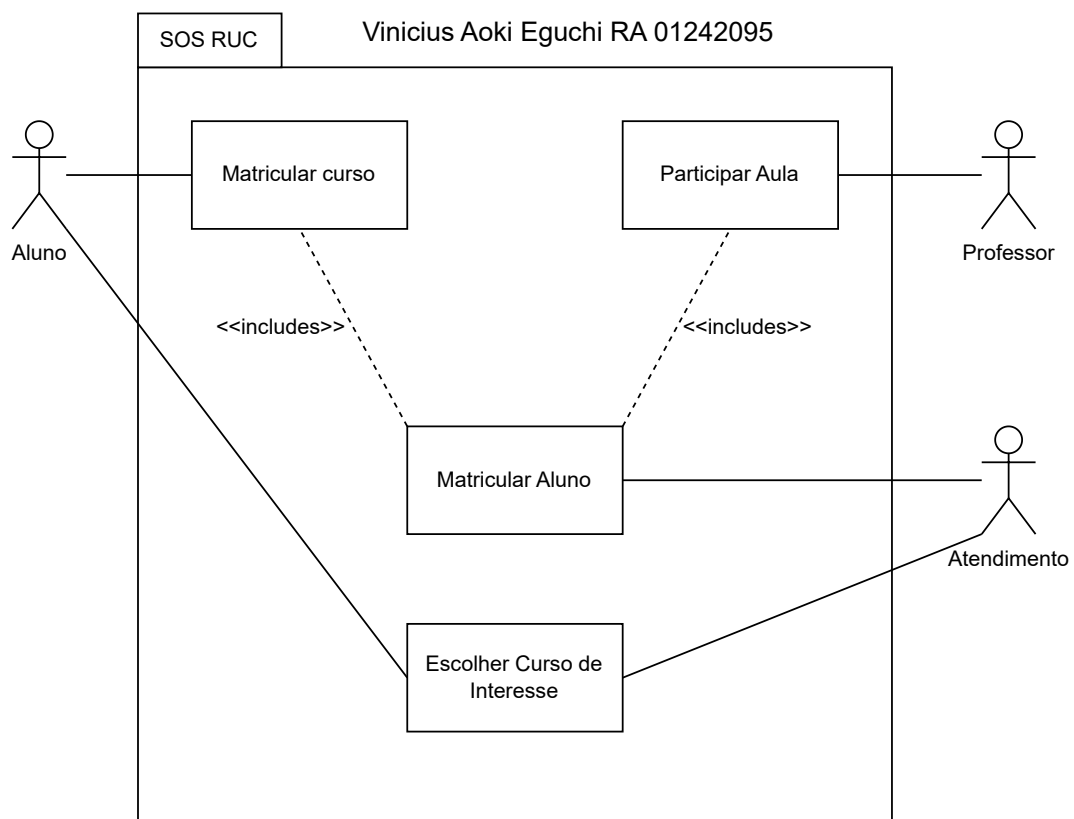 SOS RUC
Vinicius Aoki Eguchi RA 01242095
Matricular curso
Participar Aula
Aluno
Professor
<<includes>>
<<includes>>
Matricular Aluno
Atendimento
Escolher Curso de
Interesse